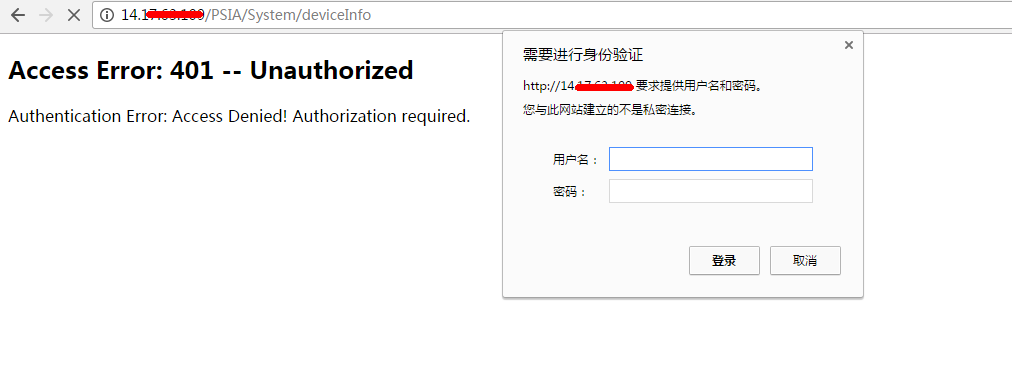 14. /PSIA/System/deviceInfo
Access Error: 401 -- Unauthorized
Authentication Error: Access Denied! Authorization required.
需要进行身份验证
http://14. 要求提供用户名和密码。
您与此网站建立的不是私密连接。
用户名：
密码：
登录
取消